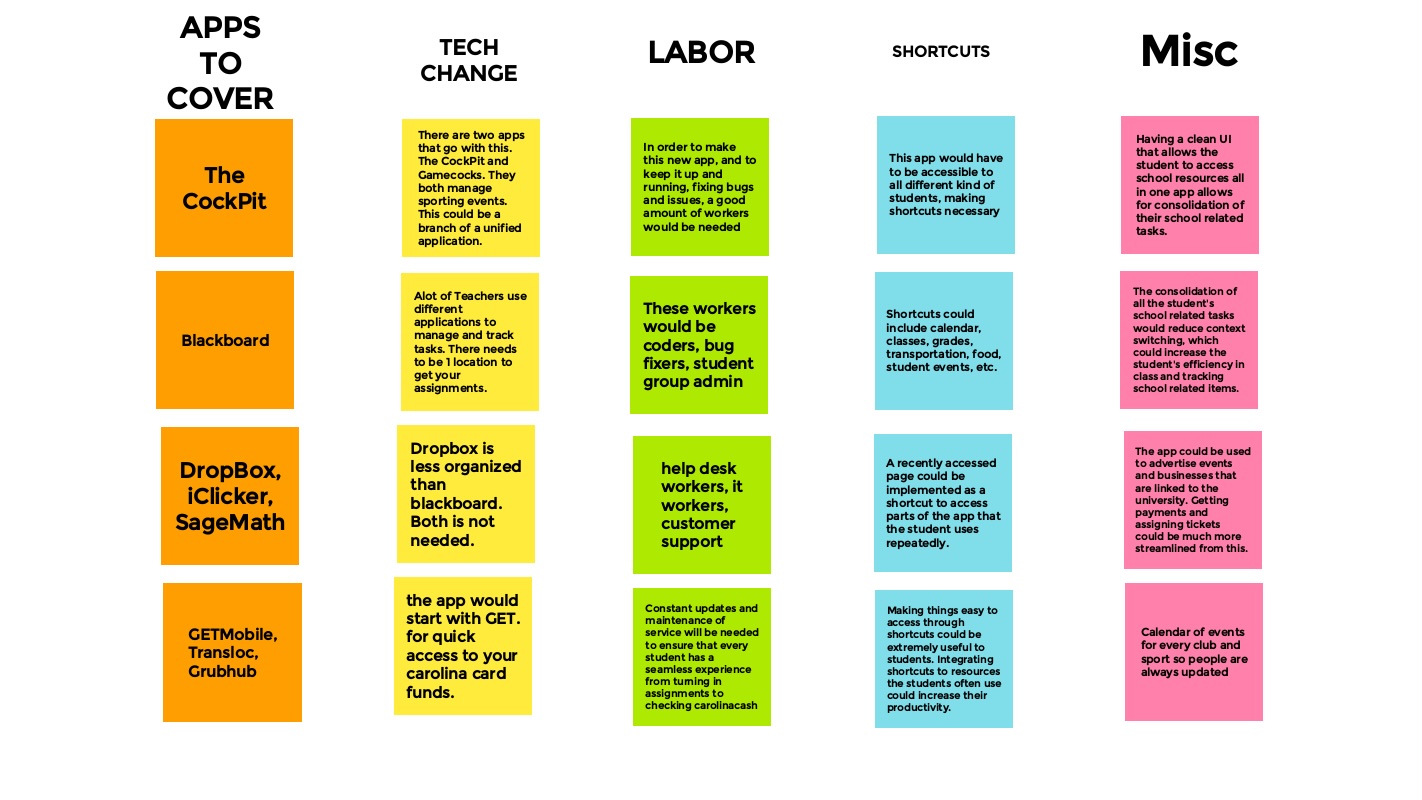 APPS
TO
COVER
TECH
CHANGE
LABOR
SHORTCUTS
Misc
The
CockPit
There are two apps
that go with this.
The CockPit and
Gamecocks. They
both manage
sporting events.
This could be a
branch of a unified
application.
In order to make
this new app, and to
keep it up and
running, fixing bugs
and issues, a good
amount of workers
would be needed
This app would have
to be accessible to
all different kind of
students, making
shortcuts necessary
Having a clean UI
that allows the
student to access
school resources all
in one app allows
for consolidation of
their school related
tasks.
Blackboard
Alot of Teachers use
different
applications to
manage and track
tasks. There needs
to be 1 location to
get your
assignments.
These workers
would be
coders, bug
fixers, student
group admin
Shortcuts could
include calendar,
classes, grades,
transportation, food,
student events, etc.
The consolidation of
all the student's
school related tasks
would reduce context
switching, which
could increase the
student's efficiency in
class and tracking
school related items.
DropBox,
iClicker,
SageMath
Dropbox is
less organized
than
blackboard.
Both is not
needed.
help desk
workers, it
workers,
customer
support
A recently accessed
page could be
implemented as a
shortcut to access
parts of the app that
the student uses
repeatedly.
The app could be used
to advertise events
and businesses that
are linked to the
university. Getting
payments and
assigning tickets
could be much more
streamlined from this.
GETMobile,
Transloc,
Grubhub
the app would
start with GET.
for quick
access to your
carolina card
funds.
Constant updates and
maintenance of
service will be needed
to ensure that every
student has a
seamless experience
from turning in
assignments to
checking carolinacash
Making things easy to
access through
shortcuts could be
extremely useful to
students. Integrating
shortcuts to resources
the students often use
could increase their
productivity.
Calendar of events
for every club and
sport so people are
always updated